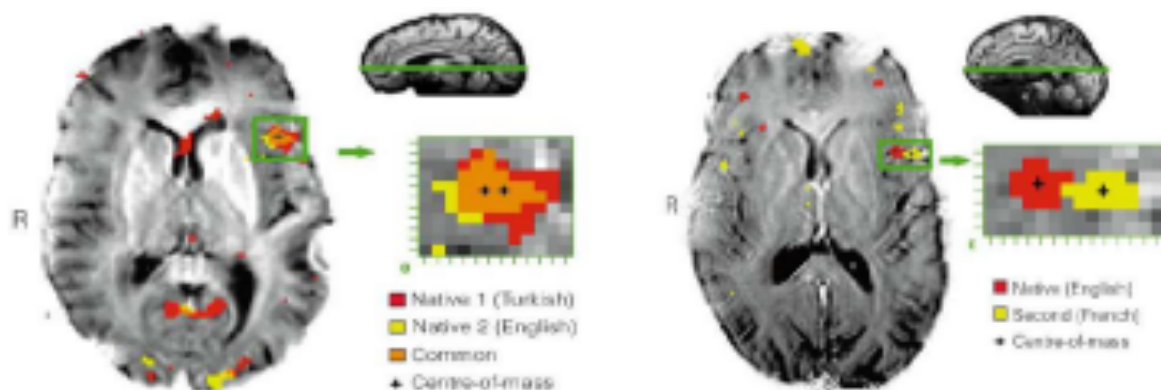 R
Native 1 (Turkish)
Native 2 (English)
Common
+ Centre-of-mass
R
Native (English)
Second (French)
+ Centre-of-mass